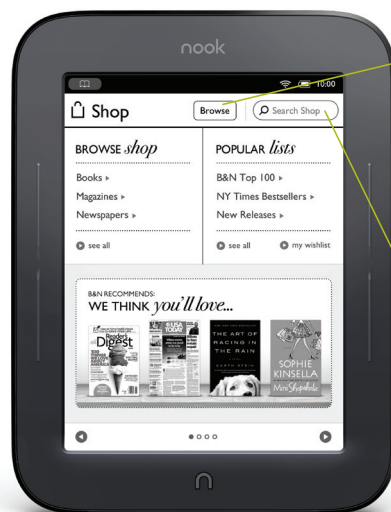 nook
10:00
Shop
Browse
Search Shop
BROWSE shop
Books
Magazines
Newspapers
see all
POPULAR lists
B&N Top 100
NY Times Bestsellers
New Releases
see all
my wishlist
B&N RECOMMENDS:
WE THINK you'll love...
Reader's
Digest
USA
TODAY
THE ART OF
RACING IN
THE RAIN
GARTH STEIN
SOPHIE
KINSELLA
Mini Shopaholic